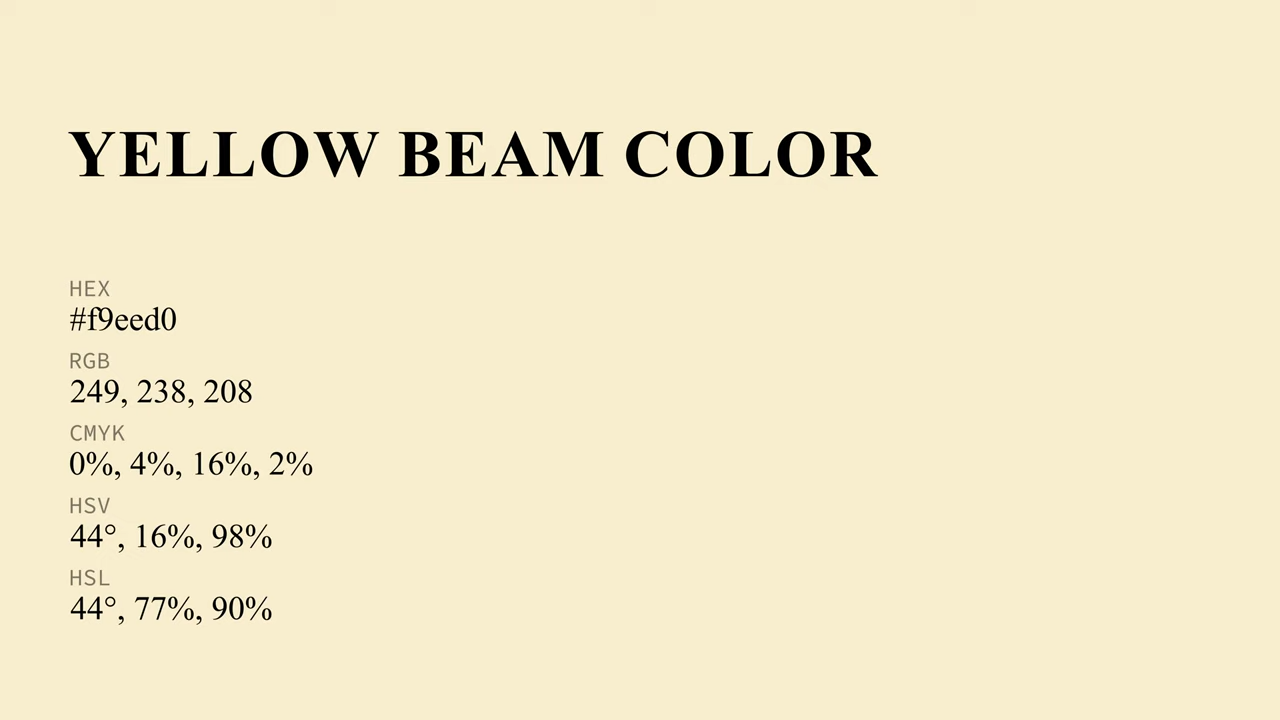 YELLOW BEAM COLOR
HEX
#f9eed0
RGB
249, 238, 208
CMYK
0%, 4%, 16%, 2%
HSV
44°, 16%, 98%
HSL
44°, 77%, 90%